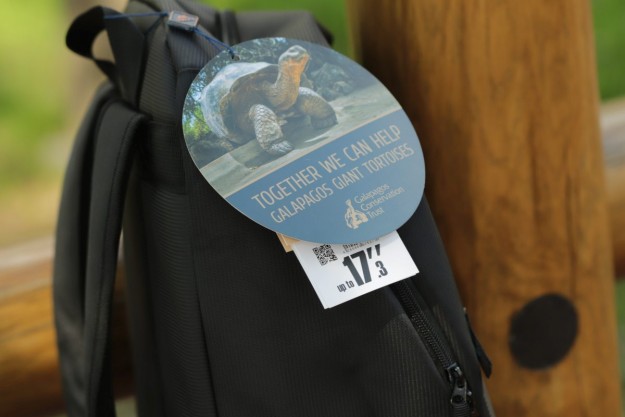 TOGETHER WE CAN HELP
GALAPAGOS GIANT TORTOISES
Galapagos
Conservation
Trust
up to 17".3